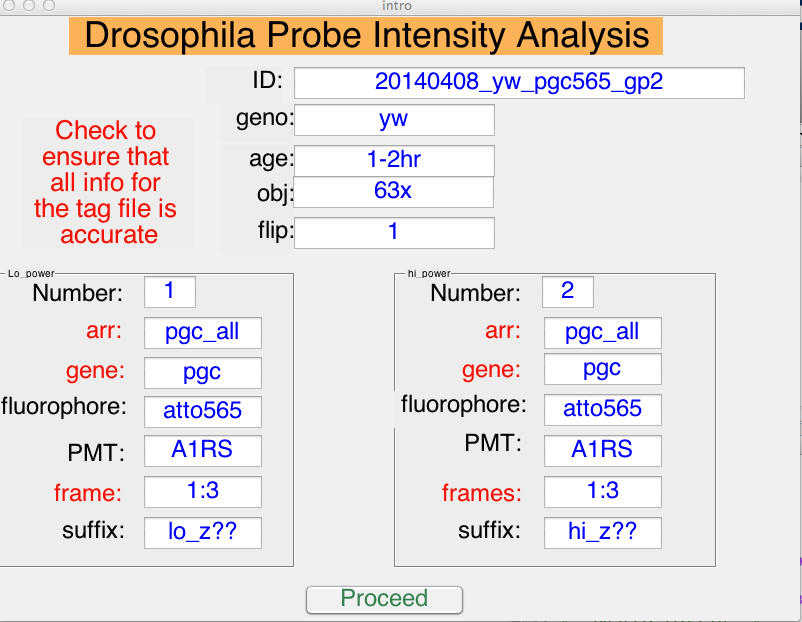 intro
Drosophila Probe Intensity Analysis
ID: 20140408_yw_pgc565_gp2
geno: yw
Check to
ensure that
all info for
the tag file is
accurate
age: 1-2hr
obj: 63x
flip: 1
Lo_power
Number: 1
arr: pgc_all
gene: pgc
fluorophore: atto565
PMT: A1RS
frame: 1:3
suffix: lo_z??
hi_power
Number: 2
arr: pgc_all
gene: pgc
fluorophore: atto565
PMT: A1RS
frames: 1:3
suffix: hi_z??
Proceed